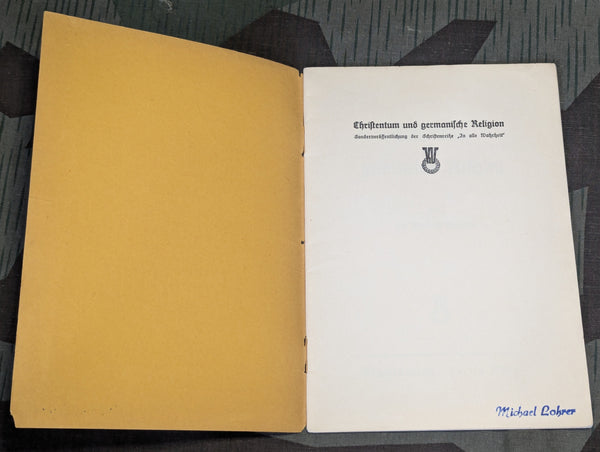 Christentum und germanische Religion
Sonderveröffentlichung der Schriftenreihe „In alle Wahrheit“
Michael Lohrer